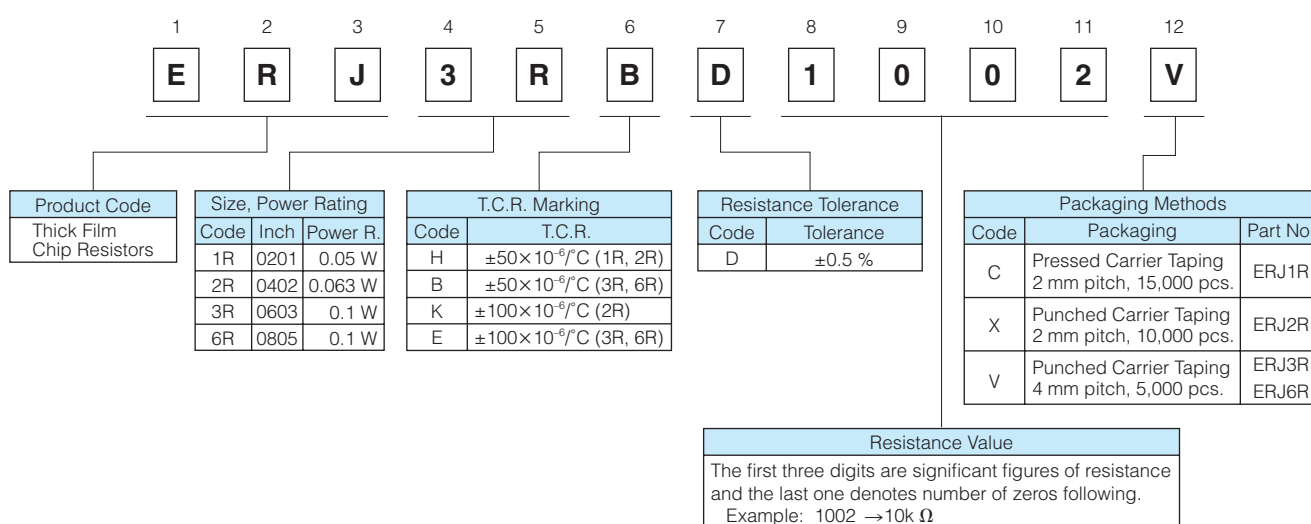 1 2 3 4 5 6 7 8 9 10 11 12
E R J 3 R B D 1 0 0 2 V
Product Code
Thick Film
Chip Resistors
Size, Power Rating
Code Inch Power R.
1R 0201 0.05 W
2R 0402 0.063 W
3R 0603 0.1 W
6R 0805 0.1 W
T.C.R. Marking
Code T.C.R.
H ±50×10⁻⁶/°C (1R, 2R)
B ±50×10⁻⁶/°C (3R, 6R)
K ±100×10⁻⁶/°C (2R)
E ±100×10⁻⁶/°C (3R, 6R)
Resistance Tolerance
Code Tolerance
D ±0.5 %
Packaging Methods
Code Packaging Part No
C Pressed Carrier Taping
2 mm pitch, 15,000 pcs. ERJ1R
X Punched Carrier Taping
2 mm pitch, 10,000 pcs. ERJ2R
V Punched Carrier Taping ERJ3R
4 mm pitch, 5,000 pcs. ERJ6R
Resistance Value
The first three digits are significant figures of resistance
and the last one denotes number of zeros following.
Example: 1002 →10k Ω